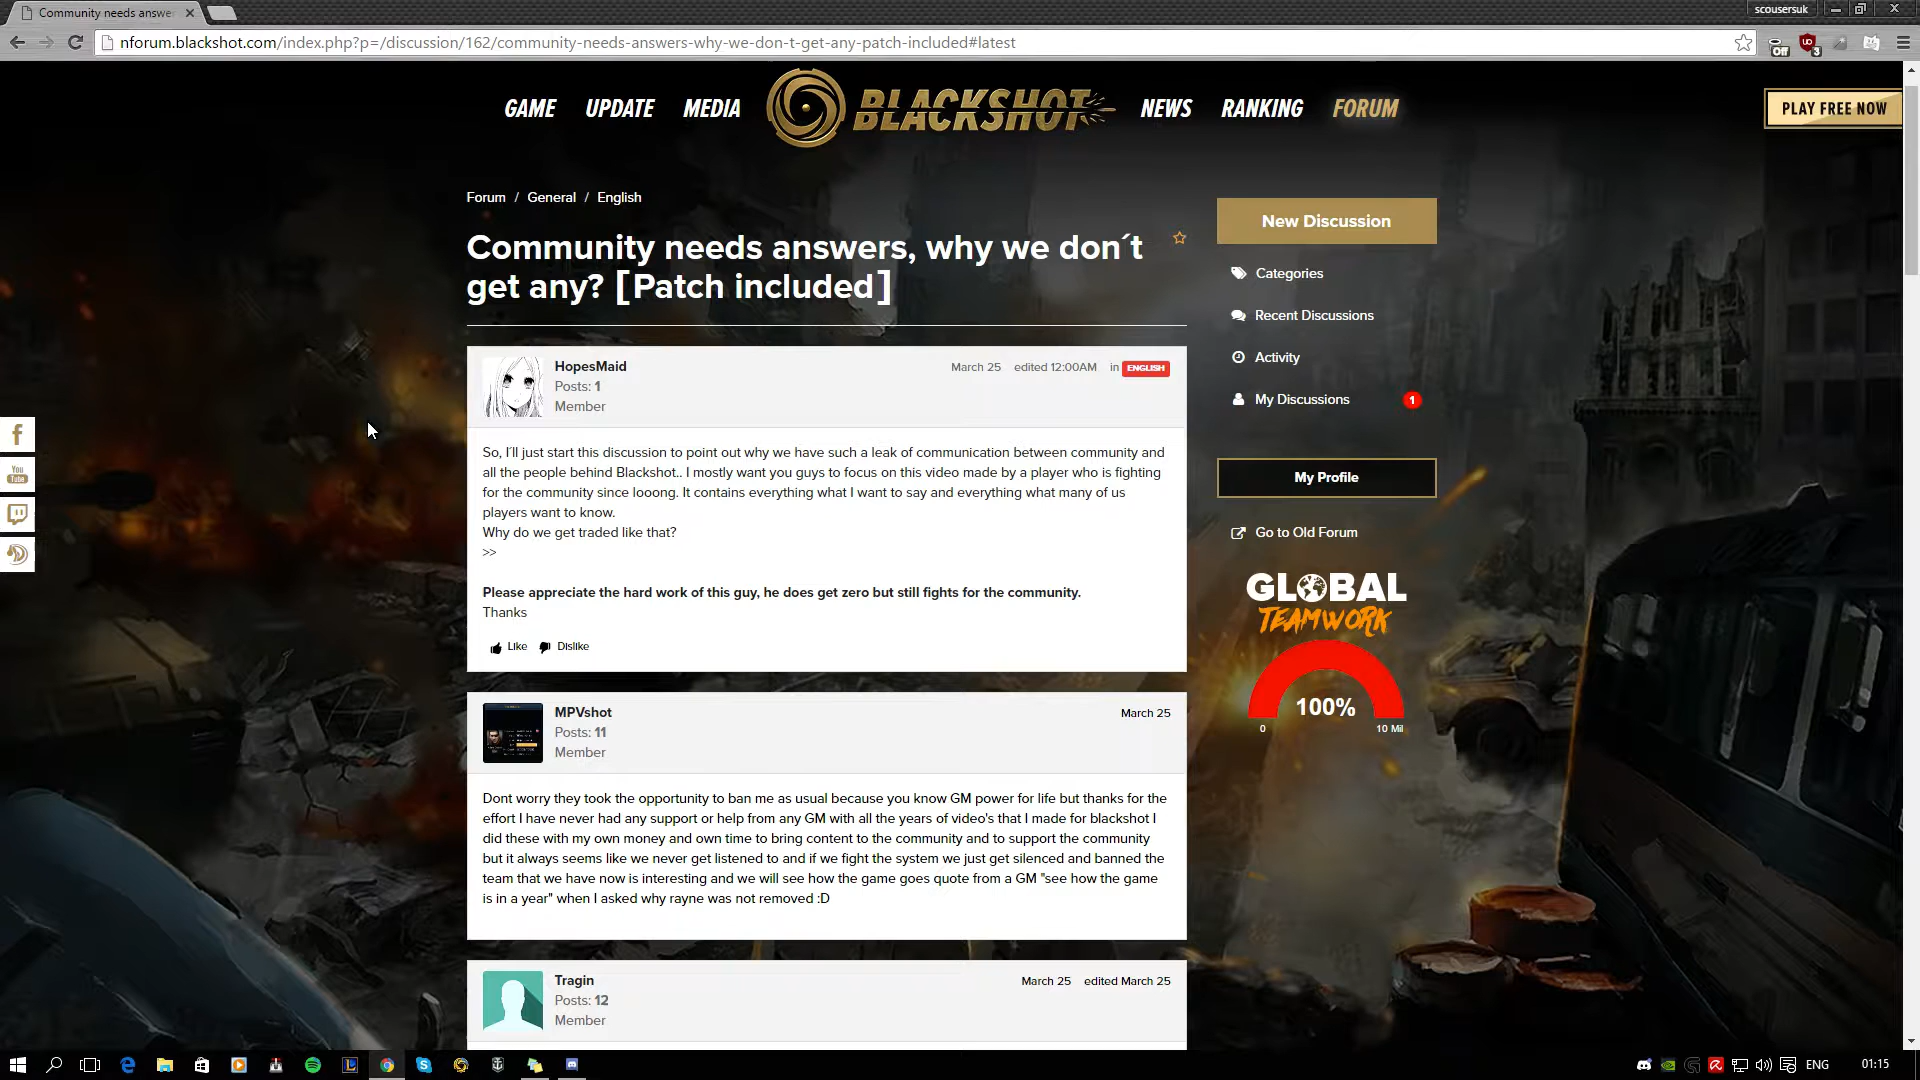 Community needs answe
scousersuk
nforum.blackshot.com/index.php?p=/discussion/162/community-needs-answers-why-we-don-t-get-any-patch-included#latest
Off
3
GAME
UPDATE
MEDIA
BLACKSHOT
NEWS
RANKING
FORUM
PLAY FREE NOW
Forum / General / English
Community needs answers, why we don´t
get any? [Patch included]
HopesMaid
March 25 edited 12:00AM in ENGLISH
Posts: 1
Member
So, I´ll just start this discussion to point out why we have such a leak of communication between community and
all the people behind Blackshot.. I mostly want you guys to focus on this video made by a player who is fighting
for the community since looong. It contains everything what I want to say and everything what many of us
players want to know.
Why do we get traded like that?
>>
Please appreciate the hard work of this guy, he does get zero but still fights for the community.
Thanks
Like Dislike
MPVshot
March 25
Posts: 11
Member
Dont worry they took the opportunity to ban me as usual because you know GM power for life but thanks for the
effort I have never had any support or help from any GM with all the years of video's that I made for blackshot I
did these with my own money and own time to bring content to the community and to support the community
but it always seems like we never get listened to and if we fight the system we just get silenced and banned the
team that we have now is interesting and we will see how the game goes quote from a GM "see how the game
is in a year" when I asked why rayne was not removed :D
Tragin
March 25 edited March 25
Posts: 12
Member
New Discussion
Categories
Recent Discussions
Activity
My Discussions 1
My Profile
Go to Old Forum
GLOBAL
TEAMWORK
100%
0 10 Mil
You
Tube
ENG
01:15